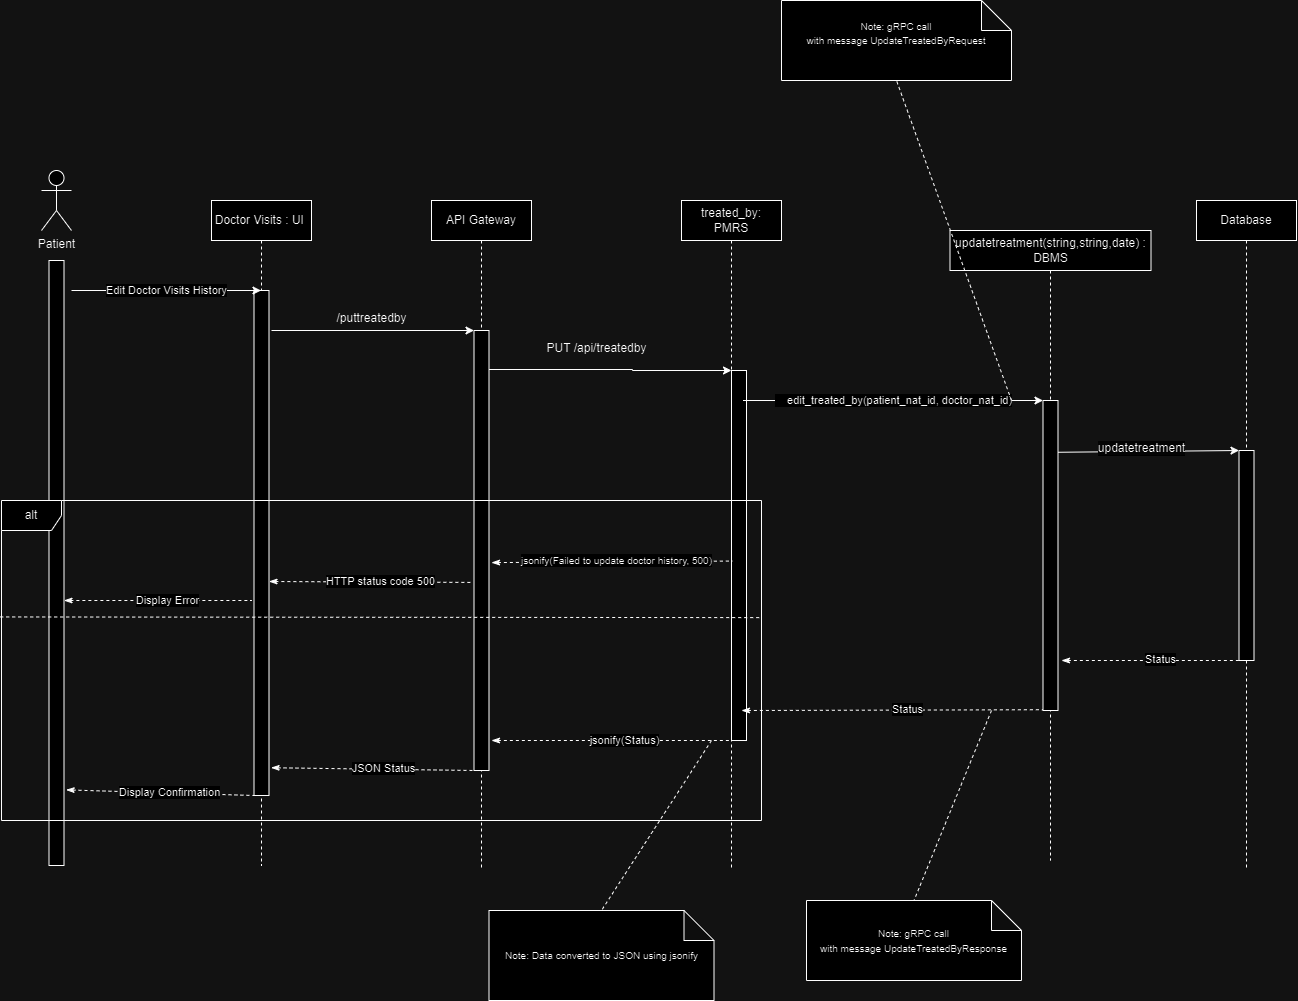 Note: gRPC call
with message UpdateTreatedByRequest
Patient
Doctor Visits : UI
API Gateway
treated_by:
PMRS
updatetreatment(string,string,date) :
DBMS
Database
Edit Doctor Visits History
/puttreatedby
PUT /api/treatedby
edit_treated_by(patient_nat_id, doctor_nat_id)
updatetreatment
alt
jsonify(Failed to update doctor history, 500)
HTTP status code 500
Display Error
Status
Status
jsonify(Status)
JSON Status
Display Confirmation
Note: gRPC call
with message UpdateTreatedByResponse
Note: Data converted to JSON using jsonify